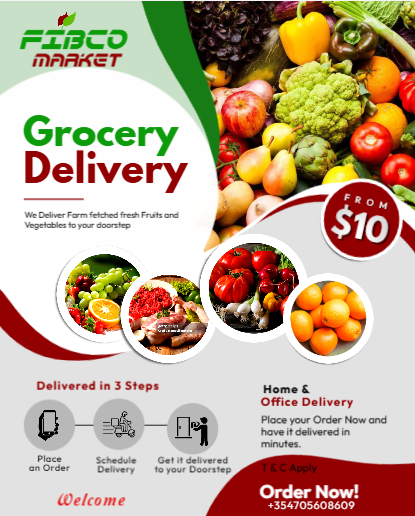 FIBCO
MARKET
Grocery
Delivery
We Deliver Farm fetched fresh Fruits and
Vegetables to your doorstep
FROM
$10
Delivered in 3 Steps
Place
an Order
Schedule
Delivery
Get it delivered
to your Doorstep
Welcome
Home &
Office Delivery
Place your Order Now and
have it delivered in
minutes.
T & C Apply
Order Now!
+354705608609